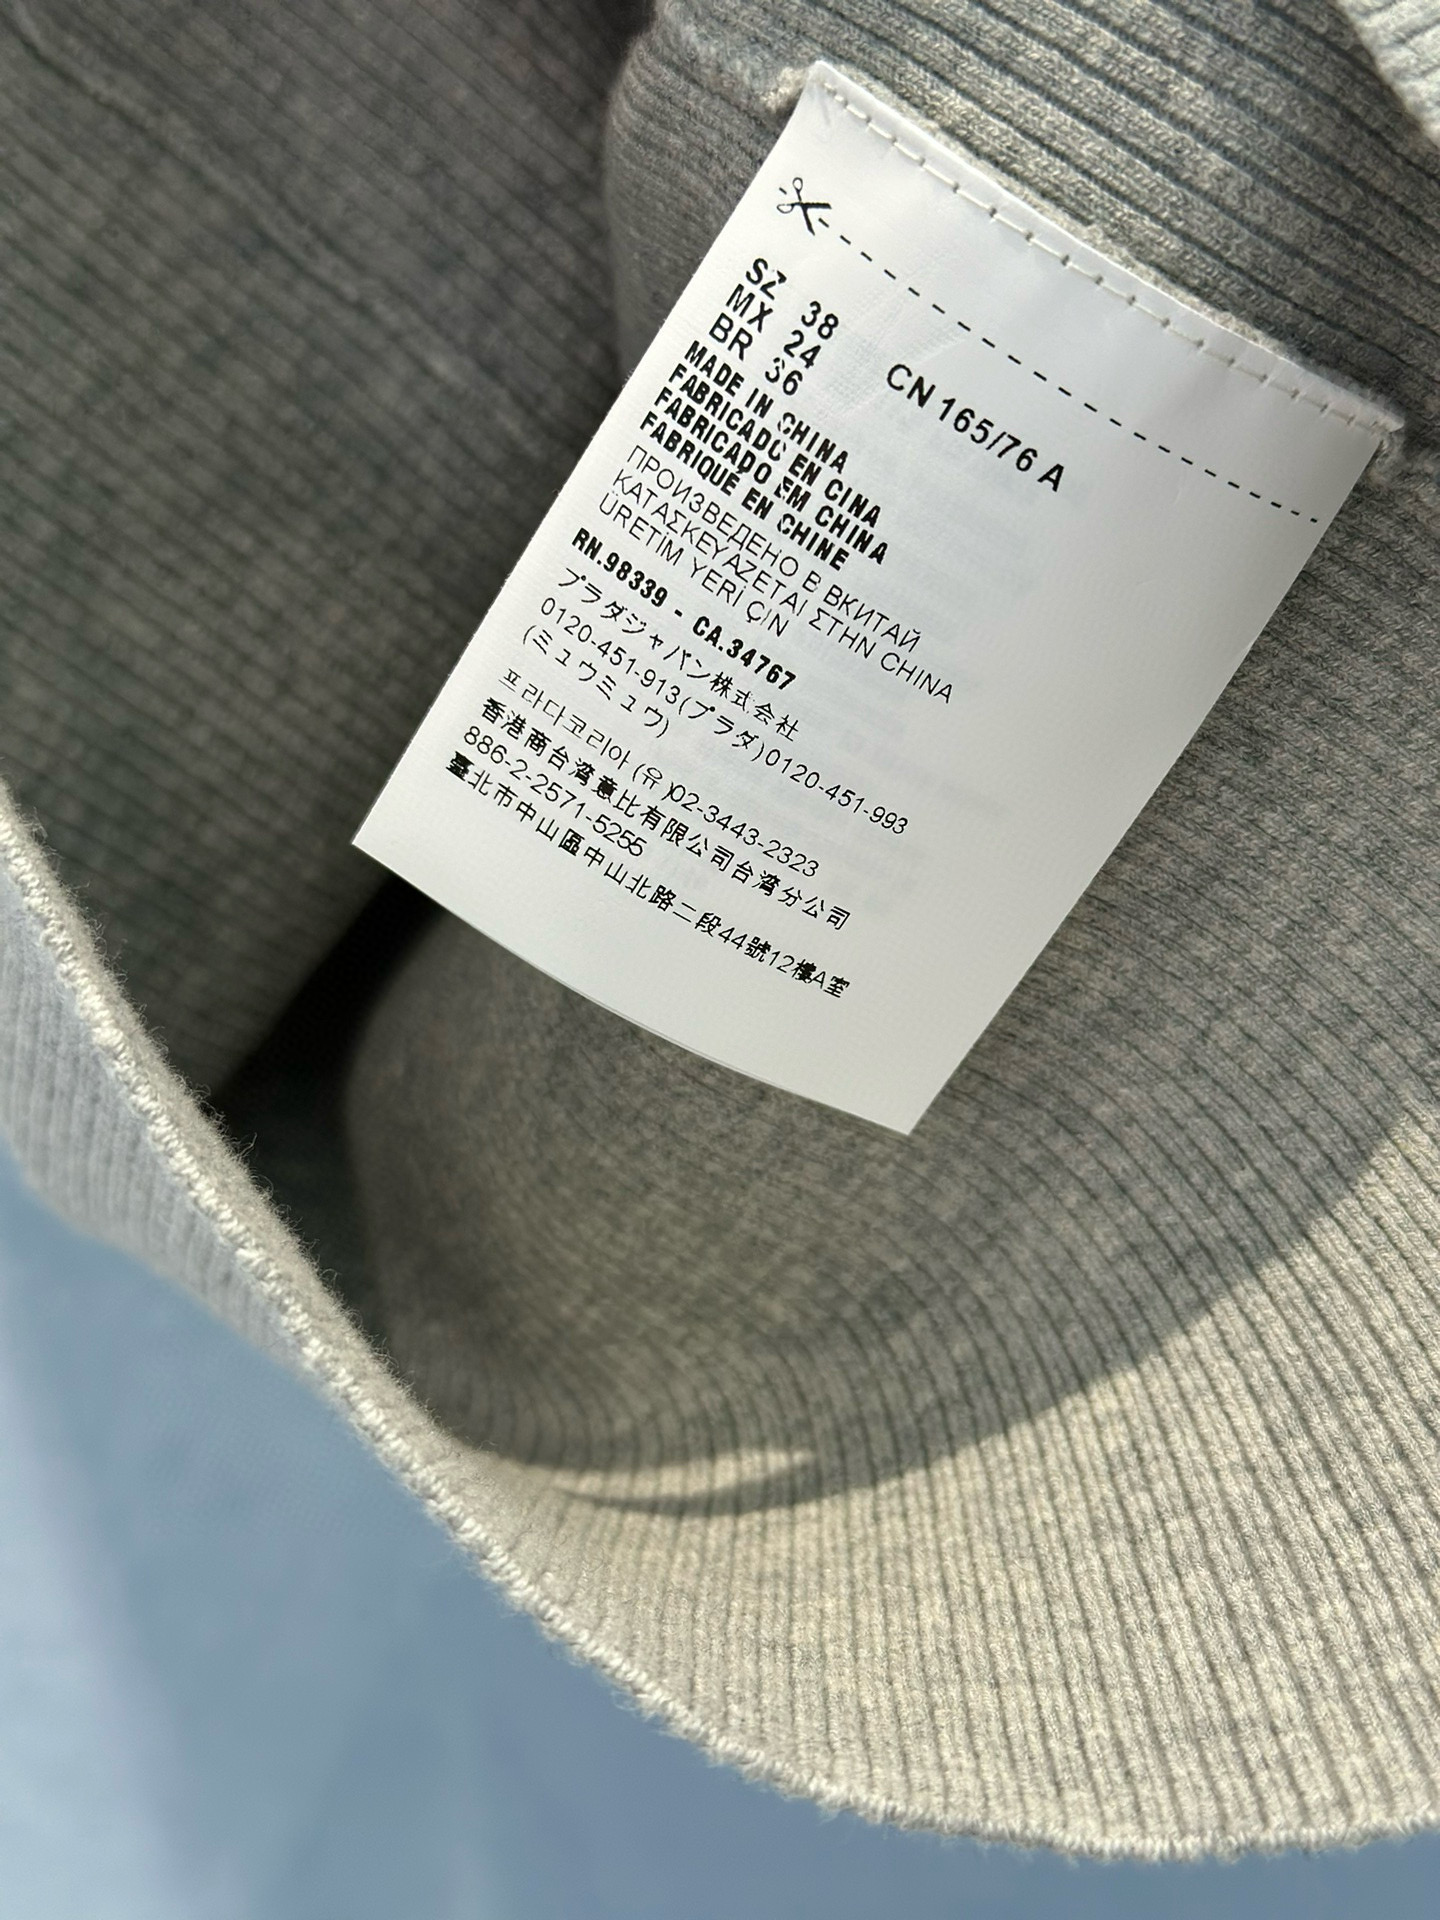 SZ 38
MX 24 CN 165/76 A
BR 36
MADE IN CHINA
FABRICADO EN CINA
FABRICADO EM CHINA
FABRIQUÉ EN CHINE
ПРОИЗВЕДЕНО В ВКИТАЙ
ΚΑΤΑΣΚΕΥΑΖΕΤΑΙ ΣΤΗΝ CHINA
ÜRETİM YERİ ÇIN
RN.98339 - CA.34767
プラダジャパン株式会社
0120-451-913(プラダ)0120-451-993
(ミュウミュウ)
프라다코리아 (유)02-3443-2323
香港商台湾意比有限公司台湾分公司
886-2-2571-5255
臺北市中山區中山北路二段44號12樓A室